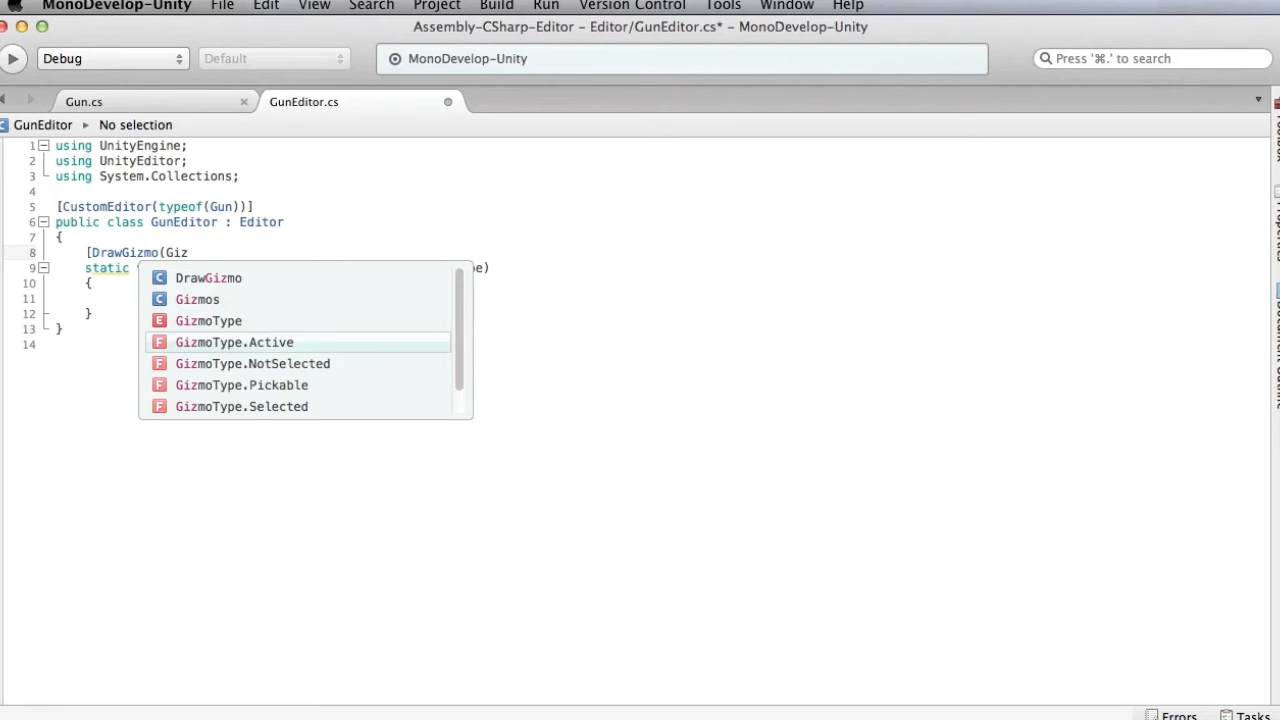 MonoDevelop-Unity File Edit View Search Project Build Run Version Control Tools Window Help
Assembly-CSharp-Editor – Editor/GunEditor.cs* – MonoDevelop-Unity
Debug Default MonoDevelop-Unity Press '⌘.' to search
Gun.cs GunEditor.cs
GunEditor ▸ No selection
1 using UnityEngine;
2 using UnityEditor;
3 using System.Collections;
4
5 [CustomEditor(typeof(Gun))]
6 public class GunEditor : Editor
7 {
8 [DrawGizmo(Giz
9 static )
10 {
11
12 }
13 }
14
DrawGizmo
Gizmos
GizmoType
GizmoType.Active
GizmoType.NotSelected
GizmoType.Pickable
GizmoType.Selected
Errors Tasks